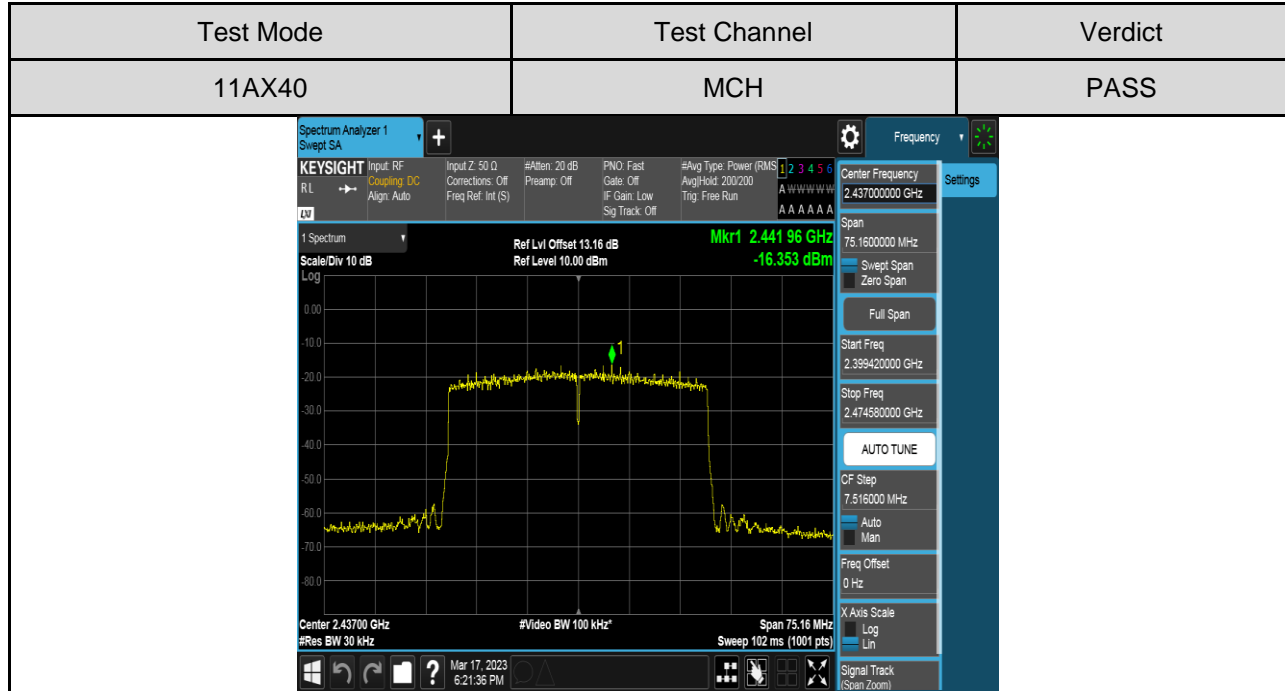 Test Mode Test Channel Verdict
11AX40 MCH PASS
Spectrum Analyzer 1
Swept SA
+
Frequency
KEYSIGHT
RL
LXI
Input: RF
Coupling: DC
Align: Auto
Input Z: 50 Ω
Corrections: Off
Freq Ref: Int (S)
#Atten: 20 dB
Preamp: Off
PNO: Fast
Gate: Off
IF Gain: Low
Sig Track: Off
#Avg Type: Power (RMS
Avg|Hold: 200/200
Trig: Free Run
1 2 3 4 5 6
A W W W W W
A A A A A A
1 Spectrum
Scale/Div 10 dB
Ref Lvl Offset 13.16 dB
Ref Level 10.00 dBm
Mkr1 2.441 96 GHz
-16.353 dBm
Log
0.00
-10.0
-20.0
-30.0
-40.0
-50.0
-60.0
-70.0
-80.0
1
Center 2.43700 GHz
#Res BW 30 kHz
#Video BW 100 kHz*
Span 75.16 MHz
Sweep 102 ms (1001 pts)
?
Mar 17, 2023
6:21:36 PM
Center Frequency
2.437000000 GHz
Settings
Span
75.1600000 MHz
Swept Span
Zero Span
Full Span
Start Freq
2.399420000 GHz
Stop Freq
2.474580000 GHz
AUTO TUNE
CF Step
7.516000 MHz
Auto
Man
Freq Offset
0 Hz
X Axis Scale
Log
Lin
Signal Track
(Span Zoom)